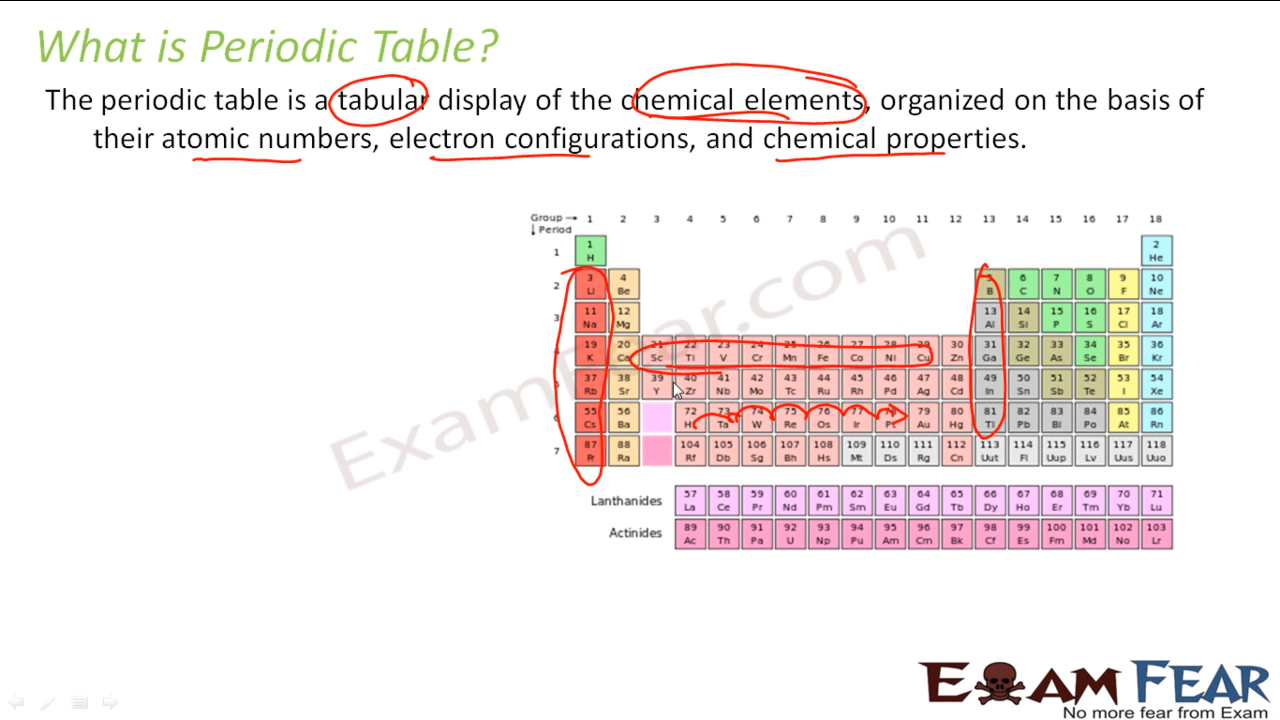 What is Periodic Table?
The periodic table is a tabular display of the chemical elements, organized on the basis of
their atomic numbers, electron configurations, and chemical properties.
Group → 1 2 3 4 5 6 7 8 9 10 11 12 13 14 15 16 17 18
↓ Period
1 1 2
H He
2 3 4 5 6 7 8 9 10
Li Be B C N O F Ne
3 11 12 13 14 15 16 17 18
Na Mg Al Si P S Cl Ar
4 19 20 21 22 23 24 25 26 27 28 29 30 31 32 33 34 35 36
K Ca Sc Ti V Cr Mn Fe Co Ni Cu Zn Ga Ge As Se Br Kr
5 37 38 39 40 41 42 43 44 45 46 47 48 49 50 51 52 53 54
Rb Sr Y Zr Nb Mo Tc Ru Rh Pd Ag Cd In Sn Sb Te I Xe
6 55 56 72 73 74 75 76 77 78 79 80 81 82 83 84 85 86
Cs Ba Hf Ta W Re Os Ir Pt Au Hg Tl Pb Bi Po At Rn
7 87 88 104 105 106 107 108 109 110 111 112 113 114 115 116 117 118
Fr Ra Rf Db Sg Bh Hs Mt Ds Rg Cn Uut Fl Uup Lv Uus Uuo
Lanthanides 57 58 59 60 61 62 63 64 65 66 67 68 69 70 71
La Ce Pr Nd Pm Sm Eu Gd Tb Dy Ho Er Tm Yb Lu
Actinides 89 90 91 92 93 94 95 96 97 98 99 100 101 102 103
Ac Th Pa U Np Pu Am Cm Bk Cf Es Fm Md No Lr
ExamFear.com
EXAM FEAR
No more fear from Exam